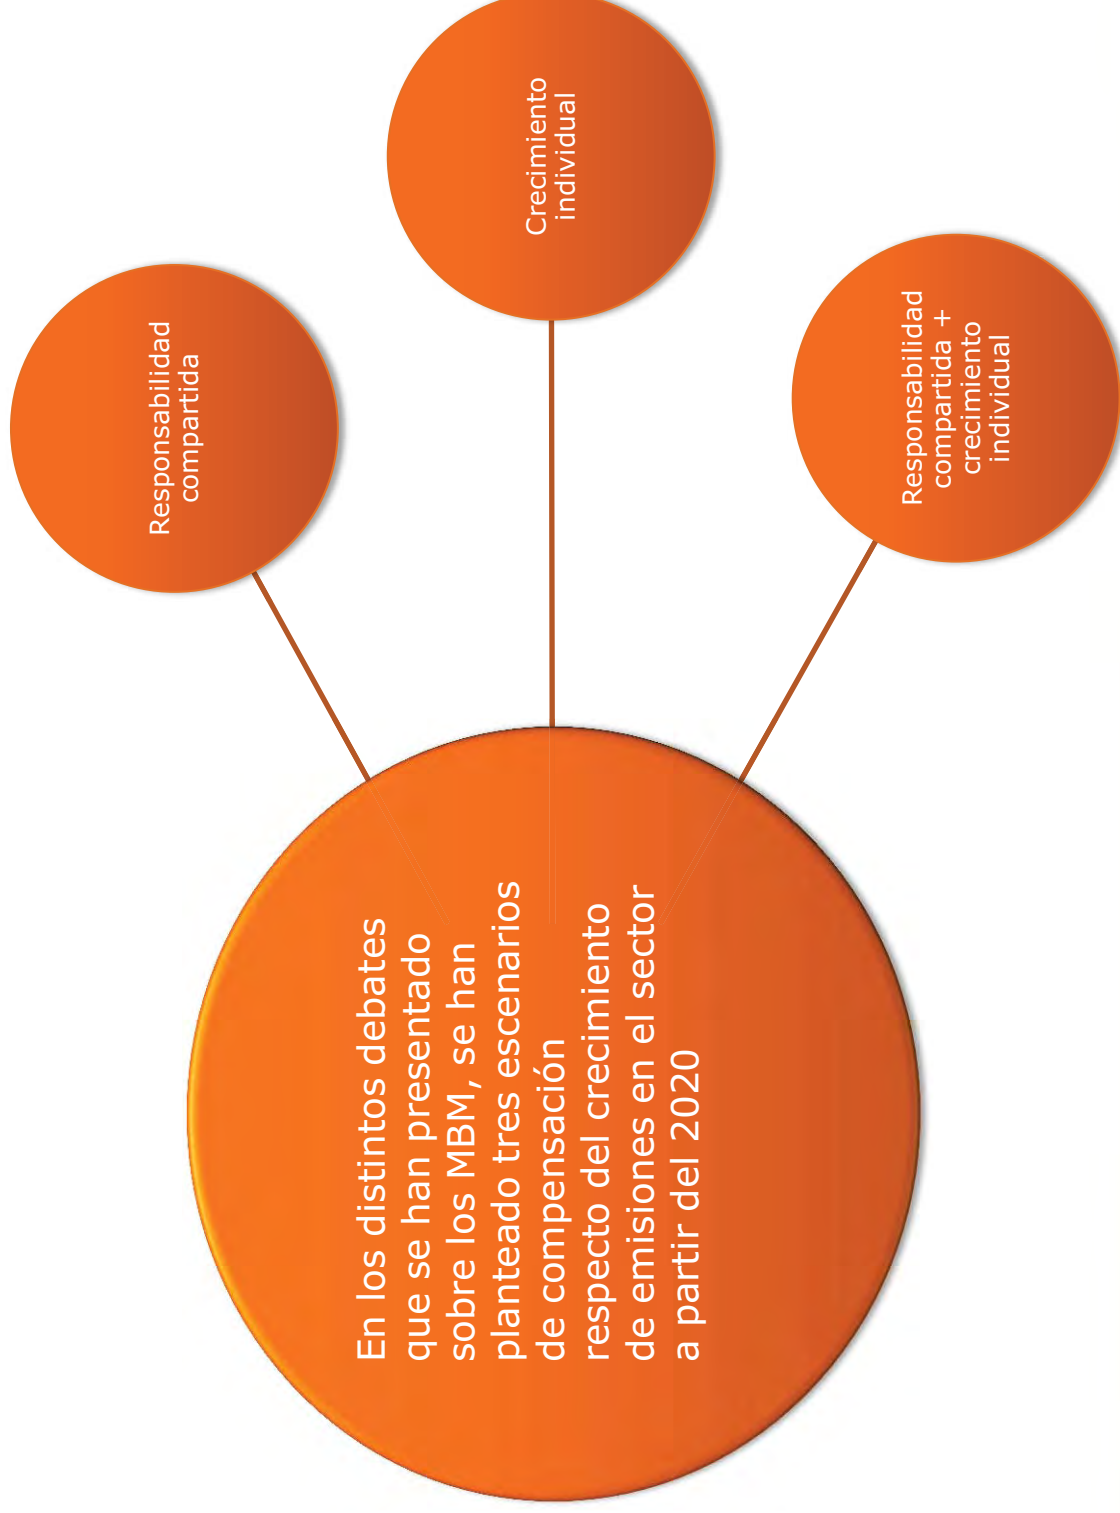 En los distintos debates
que se han presentado
sobre los MBM, se han
planteado tres escenarios
de compensación
respecto del crecimiento
de emisiones en el sector
a partir del 2020
Responsabilidad
compartida
Crecimiento
individual
Responsabilidad
compartida +
crecimiento
individual